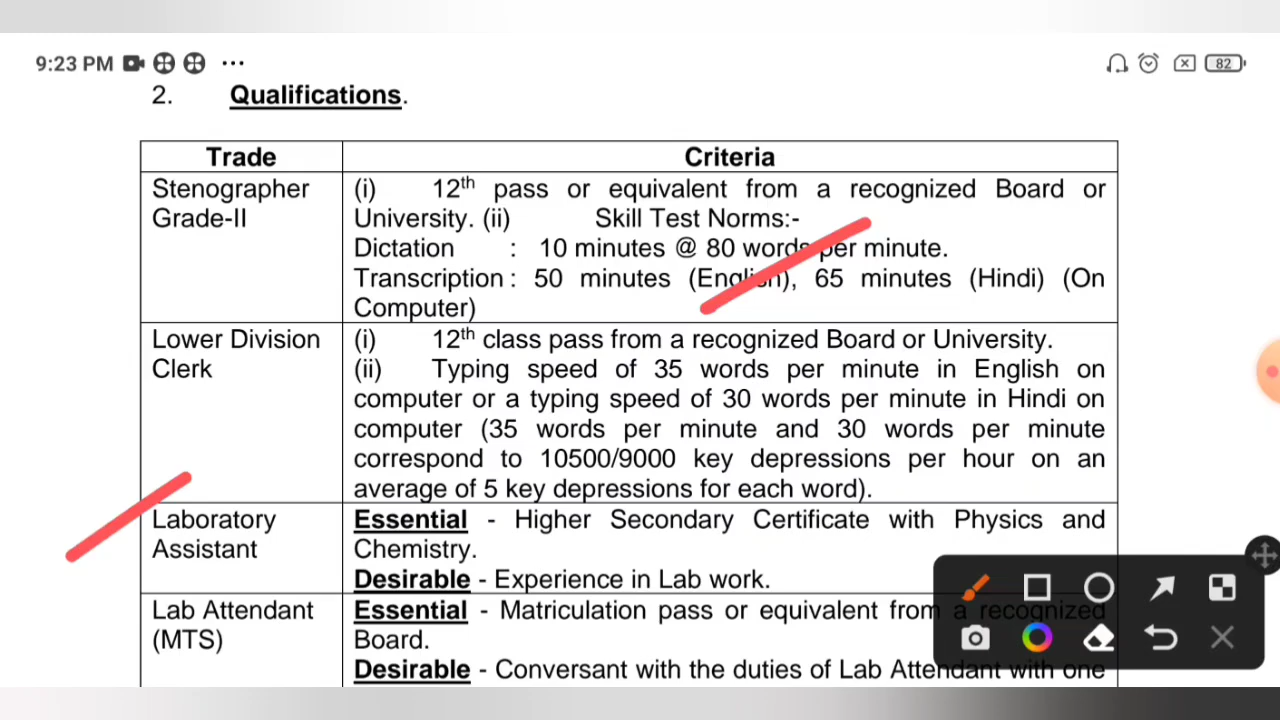 9:23 PM ...
82
2. Qualifications.
Trade Criteria
Stenographer (i) 12th pass or equivalent from a recognized Board or
Grade-II University. (ii) Skill Test Norms:-
Dictation : 10 minutes @ 80 words per minute.
Transcription : 50 minutes (English), 65 minutes (Hindi) (On
Computer)
Lower Division (i) 12th class pass from a recognized Board or University.
Clerk (ii) Typing speed of 35 words per minute in English on
computer or a typing speed of 30 words per minute in Hindi on
computer (35 words per minute and 30 words per minute
correspond to 10500/9000 key depressions per hour on an
average of 5 key depressions for each word).
Laboratory Essential - Higher Secondary Certificate with Physics and
Assistant Chemistry.
Desirable - Experience in Lab work.
Lab Attendant Essential - Matriculation pass or equivalent from a recognized
(MTS) Board.
Desirable - Conversant with the duties of Lab Attendant with one